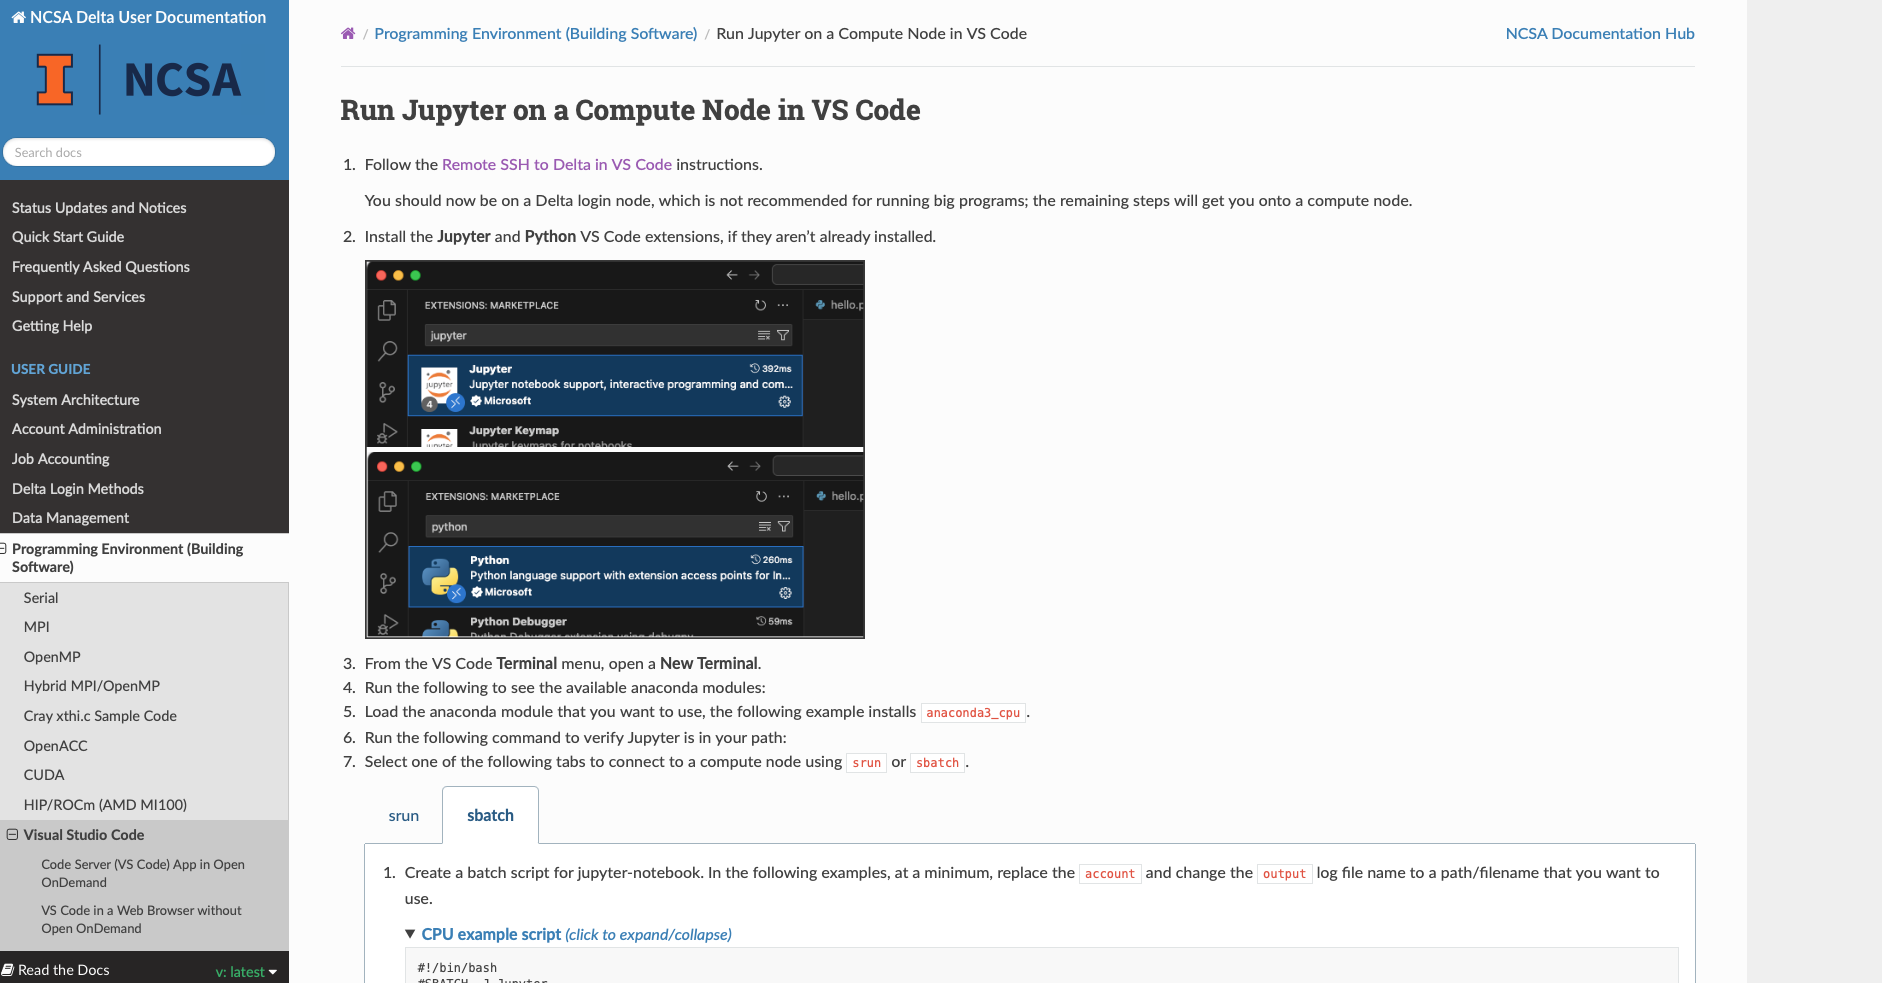 NCSA Delta User Documentation
NCSA
Search docs
Status Updates and Notices
Quick Start Guide
Frequently Asked Questions
Support and Services
Getting Help
USER GUIDE
System Architecture
Account Administration
Job Accounting
Delta Login Methods
Data Management
Programming Environment (Building
Software)
Serial
MPI
OpenMP
Hybrid MPI/OpenMP
Cray xthi.c Sample Code
OpenACC
CUDA
HIP/ROCm (AMD MI100)
Visual Studio Code
Code Server (VS Code) App in Open
OnDemand
VS Code in a Web Browser without
Open OnDemand
Read the Docs
v: latest
/ Programming Environment (Building Software) / Run Jupyter on a Compute Node in VS Code
NCSA Documentation Hub
Run Jupyter on a Compute Node in VS Code
1. Follow the Remote SSH to Delta in VS Code instructions.
You should now be on a Delta login node, which is not recommended for running big programs; the remaining steps will get you onto a compute node.
2. Install the Jupyter and Python VS Code extensions, if they aren’t already installed.
EXTENSIONS: MARKETPLACE
hello.p
jupyter
Jupyter
392ms
jupyter
Jupyter notebook support, interactive programming and com...
4
Microsoft
Jupyter Keymap
Jupyter keymaps for notebooks
EXTENSIONS: MARKETPLACE
hello.p
python
Python
260ms
Python language support with extension access points for In...
Microsoft
Python Debugger
59ms
Python Debugger extension using debugpy
3. From the VS Code Terminal menu, open a New Terminal.
4. Run the following to see the available anaconda modules:
5. Load the anaconda module that you want to use, the following example installs anaconda3_cpu.
6. Run the following command to verify Jupyter is in your path:
7. Select one of the following tabs to connect to a compute node using srun or sbatch.
srun
sbatch
1. Create a batch script for jupyter-notebook. In the following examples, at a minimum, replace the account and change the output log file name to a path/filename that you want to
use.
▼ CPU example script (click to expand/collapse)
#!/bin/bash
#SBATCH -J Jupyter